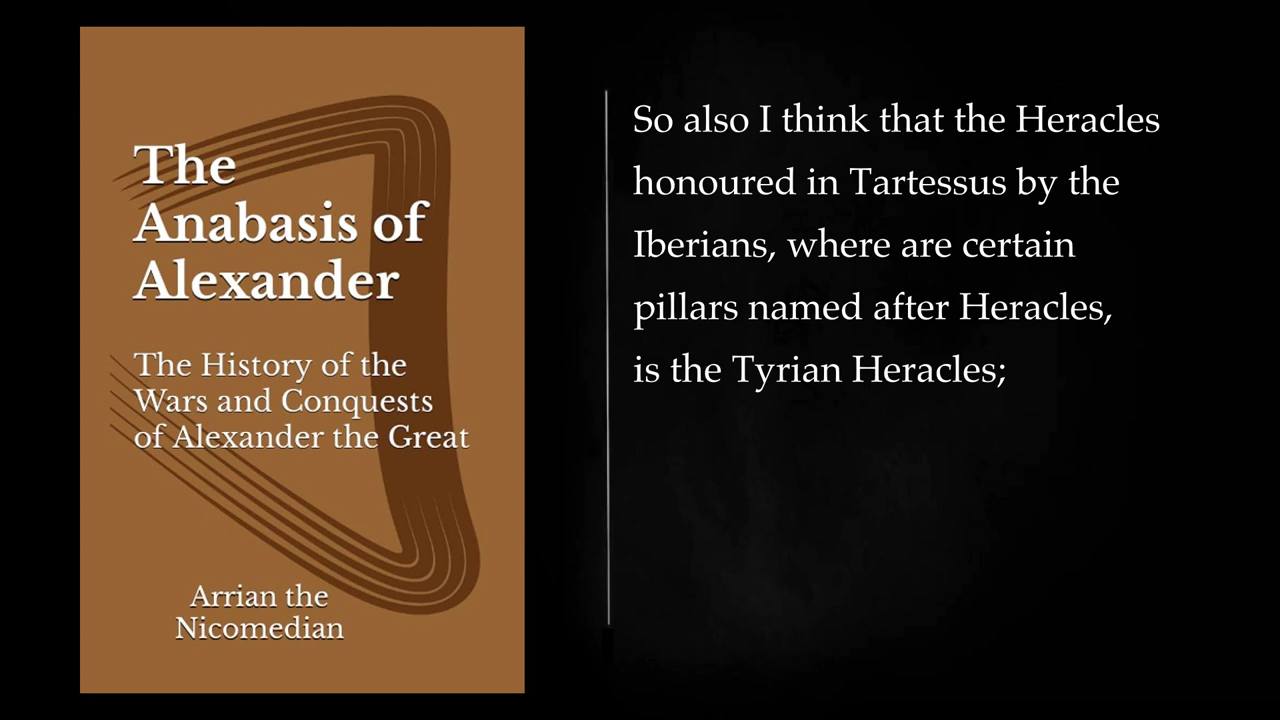 The
Anabasis of
Alexander
The History of the
Wars and Conquests
of Alexander the Great
Arrian the
Nicomedian
So also I think that the Heracles
honoured in Tartessus by the
Iberians, where are certain
pillars named after Heracles,
is the Tyrian Heracles;